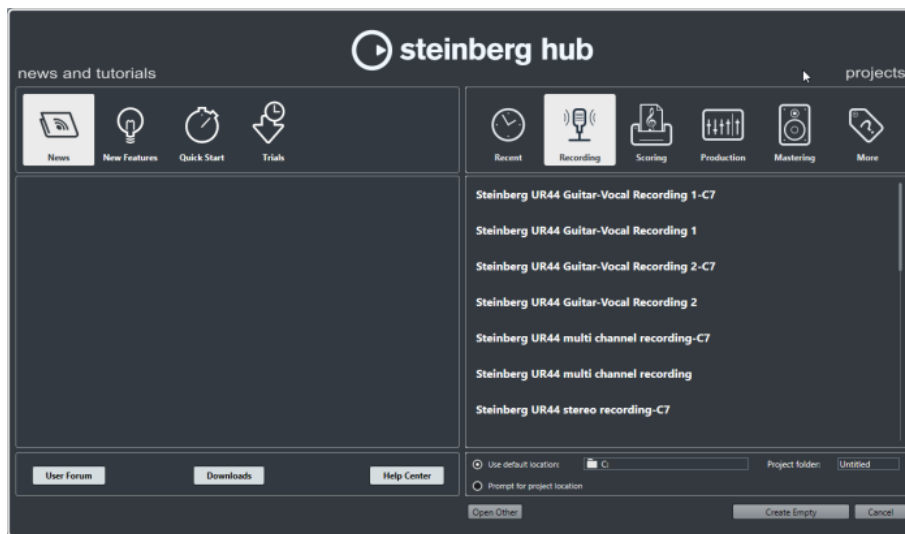 steinberg hub
news and tutorials
projects
News
New Features
Quick Start
Trials
Recent
Recording
Scoring
Production
Mastering
More
Steinberg UR44 Guitar-Vocal Recording 1-C7
Steinberg UR44 Guitar-Vocal Recording 1
Steinberg UR44 Guitar-Vocal Recording 2-C7
Steinberg UR44 Guitar-Vocal Recording 2
Steinberg UR44 multi channel recording-C7
Steinberg UR44 multi channel recording
Steinberg UR44 stereo recording-C7
User Forum
Downloads
Help Center
Use default location: C: Project folder: Untitled
Prompt for project location
Open Other
Create Empty
Cancel